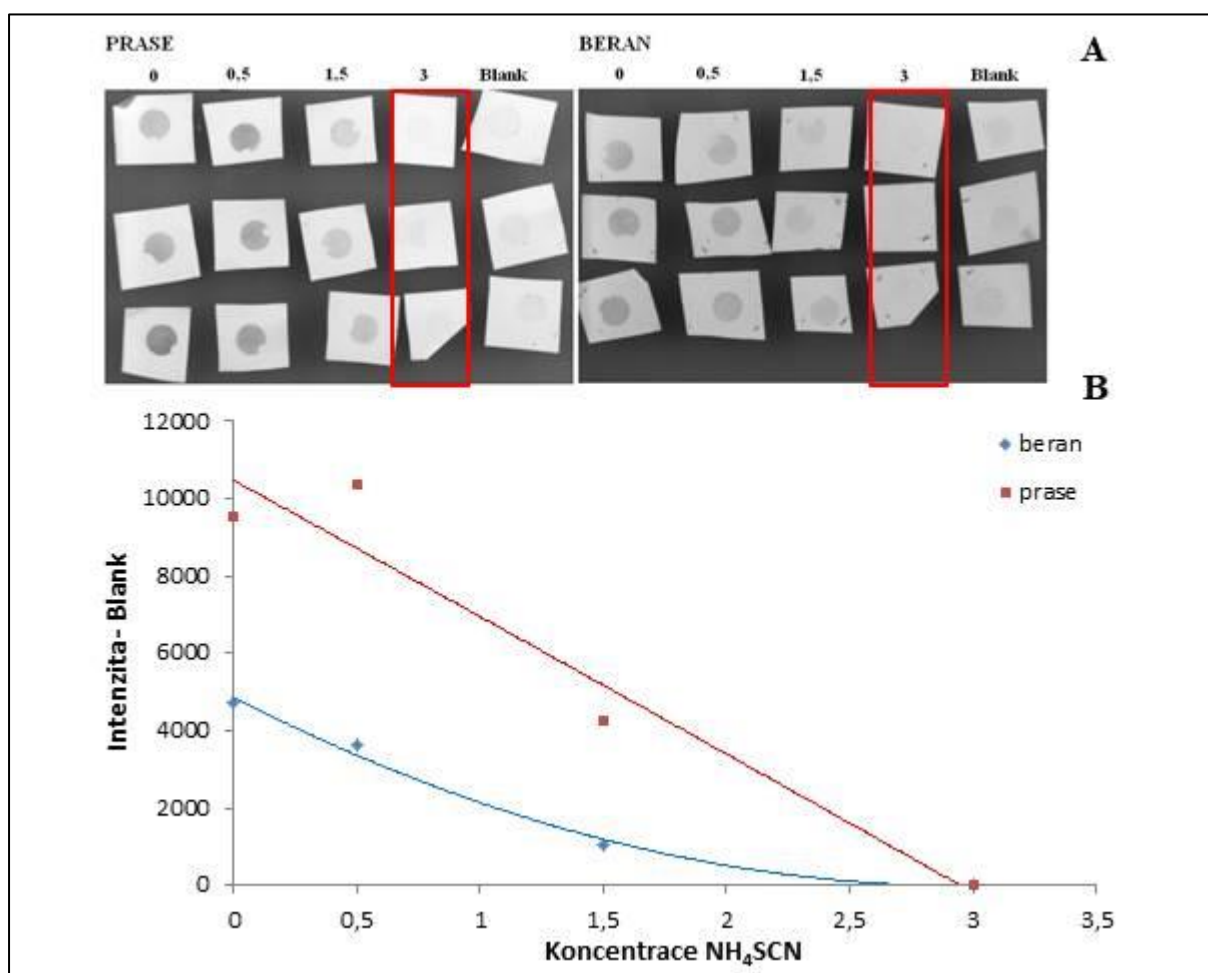 PRASE
BERAN
A
0 0,5 1,5 3 Blank
0 0,5 1,5 3 Blank
B
12000
10000
8000
6000
4000
2000
0
Intenzita- Blank
beran
prase
0 0,5 1 1,5 2 2,5 3 3,5
Koncentrace NH₄SCN